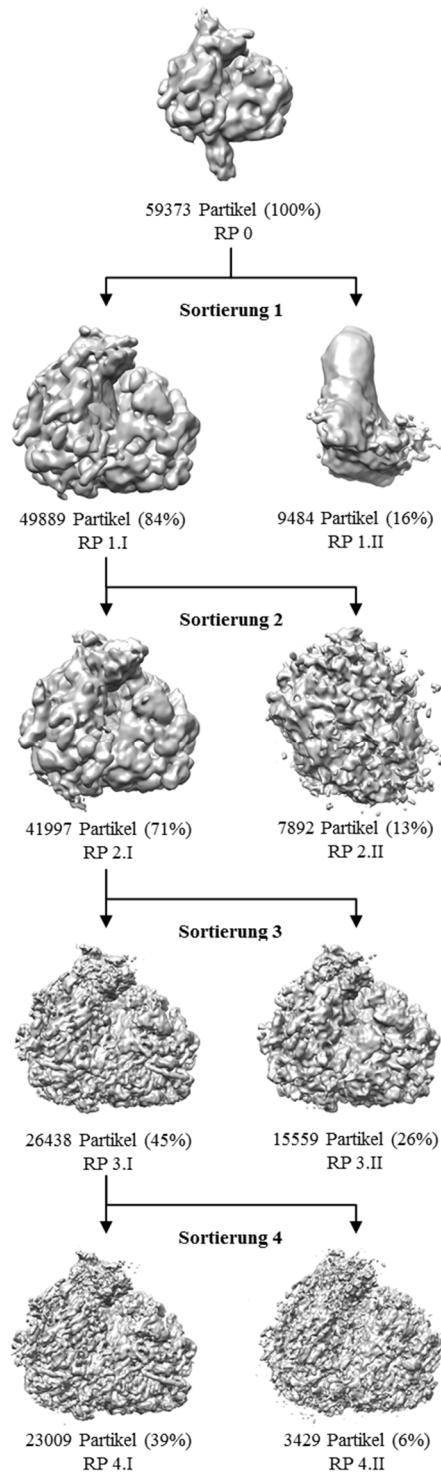 59373 Partikel (100%)
RP 0
Sortierung 1
49889 Partikel (84%)
RP 1.I
9484 Partikel (16%)
RP 1.II
Sortierung 2
41997 Partikel (71%)
RP 2.I
7892 Partikel (13%)
RP 2.II
Sortierung 3
26438 Partikel (45%)
RP 3.I
15559 Partikel (26%)
RP 3.II
Sortierung 4
23009 Partikel (39%)
RP 4.I
3429 Partikel (6%)
RP 4.II